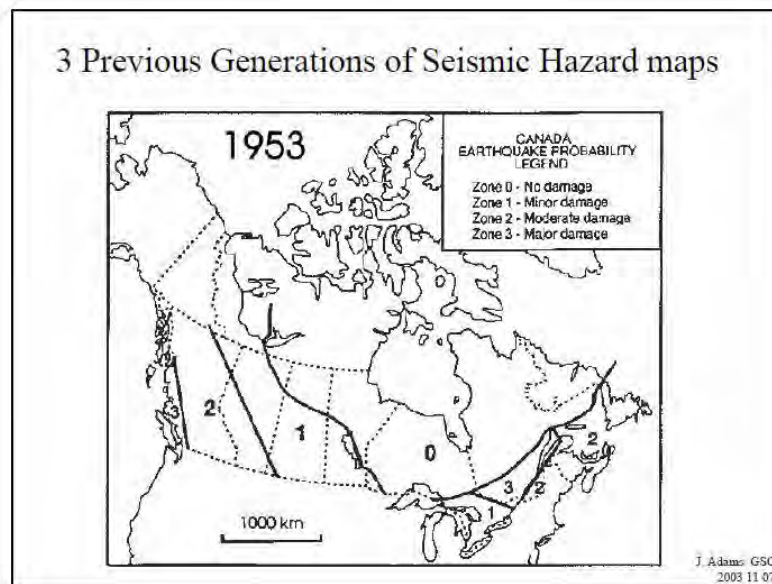 3 Previous Generations of Seismic Hazard maps
1953
CANADA
EARTHQUAKE PROBABILITY
LEGEND
Zone 0 - No damage
Zone 1 - Minor damage
Zone 2 - Moderate damage
Zone 3 - Major damage
3
2
1
0
3
2
2
1
1000 km
J. Adams GSC
2003 11 07